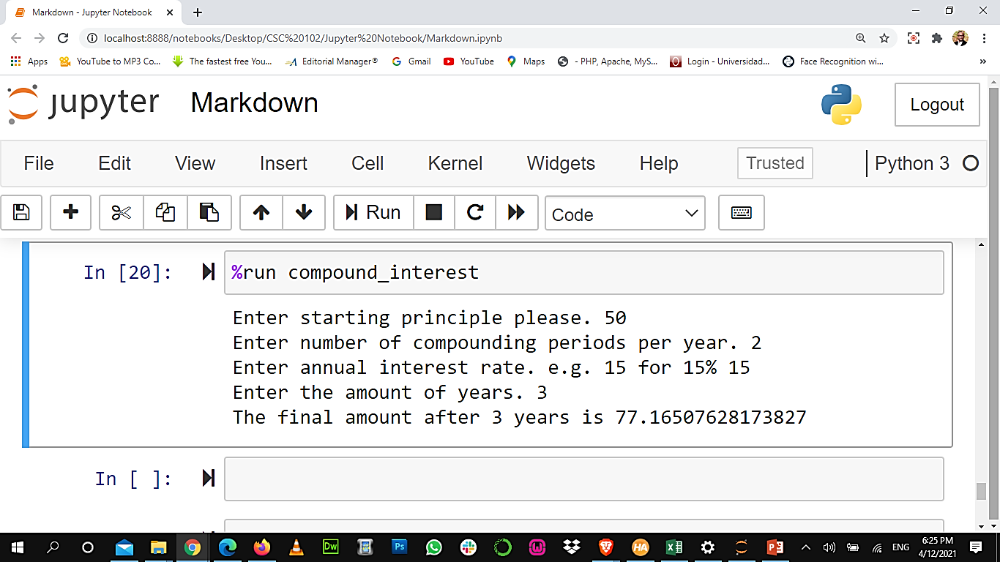 Markdown - Jupyter Notebook
localhost:8888/notebooks/Desktop/CSC%20102/Jupyter%20Notebook/Markdown.ipynb
Apps YouTube to MP3 Co... The fastest free You... Editorial Manager® Gmail YouTube Maps - PHP, Apache, MyS... Login - Universidad... Face Recognition wi... »
jupyter Markdown Logout
File Edit View Insert Cell Kernel Widgets Help Trusted Python 3
Run Code
In [20]: %run compound_interest
Enter starting principle please. 50
Enter number of compounding periods per year. 2
Enter annual interest rate. e.g. 15 for 15% 15
Enter the amount of years. 3
The final amount after 3 years is 77.16507628173827
In [ ]:
Dw Ps HA ENG 6:25 PM
4/12/2021